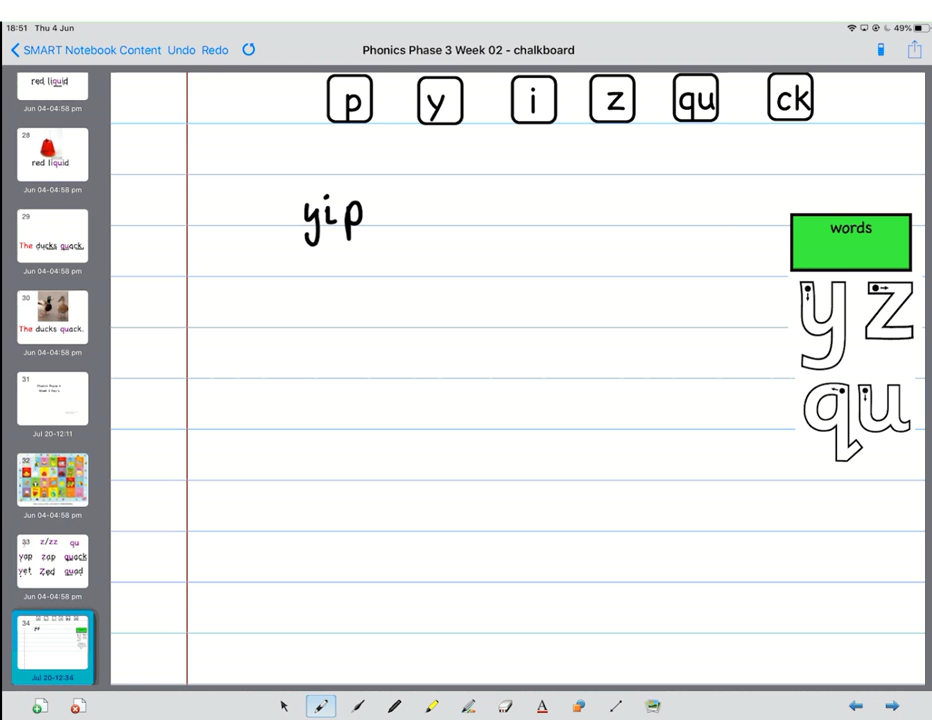 18:51 Thu 4 Jun
49%
SMART Notebook Content Undo Redo
Phonics Phase 3 Week 02 - chalkboard
red liquid
Jun 04-04:58 pm
28
red liquid
Jun 04-04:58 pm
29
The ducks quack.
Jun 04-04:58 pm
30
The ducks quack.
Jun 04-04:58 pm
31
Phonics Phase 3
Jul 20-12:11
32
Jun 04-04:58 pm
33 z/zz qu
yap zap quack
yet Zed quad
Jun 04-04:58 pm
34
Jul 20-12:34
p y i z qu ck
yip
words
y z
qu
A